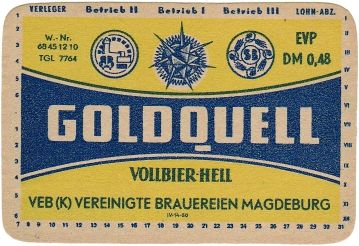 VERLEGER Betrieb II Betrieb I Betrieb III LOHN-ABZ.
W.-Nr.
68 45 12 10
TGL 7764
SB
EVP
DM 0,48
GOLDQUELL
VOLLBIER-HELL
VEB (K) VEREINIGTE BRAUEREIEN MAGDEBURG